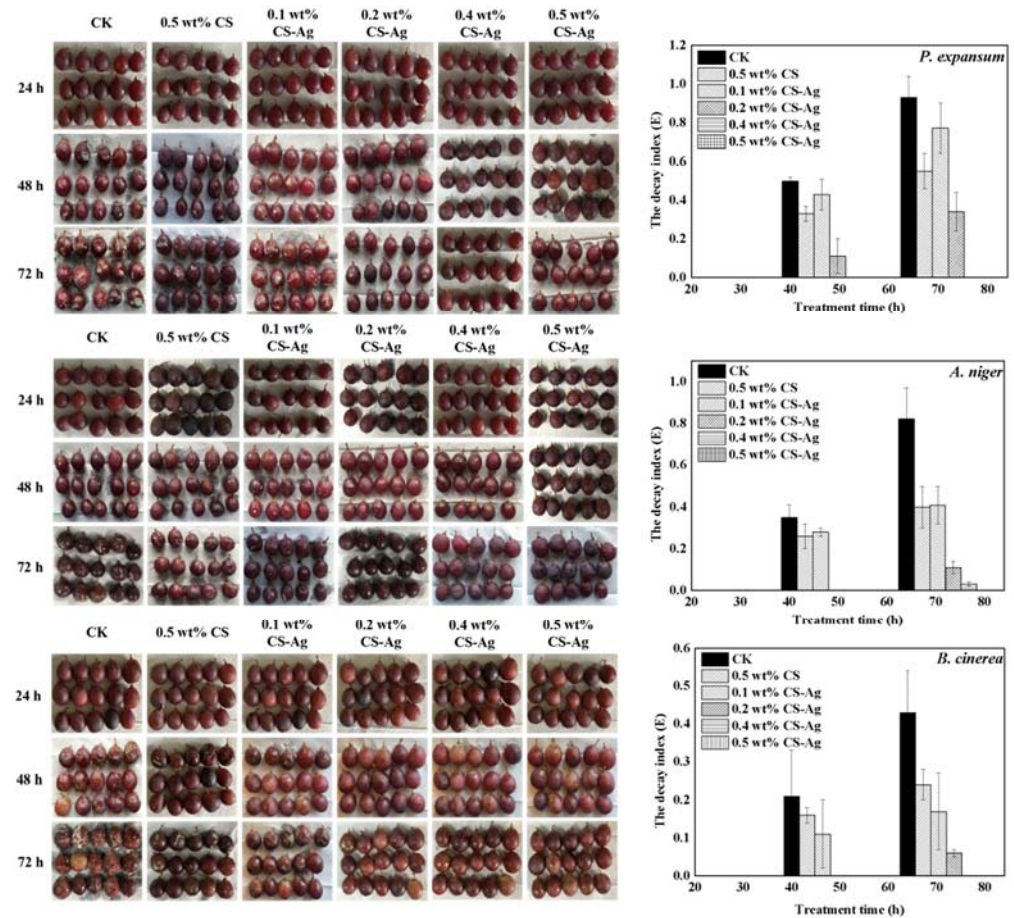 CK 0.5 wt% CS 0.1 wt% CS-Ag 0.2 wt% CS-Ag 0.4 wt% CS-Ag 0.5 wt% CS-Ag
24 h
48 h
72 h
1.2
1.0
0.8
0.6
0.4
0.2
0.0
The decay index (E)
P. expansum
CK
0.5 wt% CS
0.1 wt% CS-Ag
0.2 wt% CS-Ag
0.4 wt% CS-Ag
0.5 wt% CS-Ag
20 30 40 50 60 70 80
Treatment time (h)
CK 0.5 wt% CS 0.1 wt% CS-Ag 0.2 wt% CS-Ag 0.4 wt% CS-Ag 0.5 wt% CS-Ag
24 h
48 h
72 h
1.0
0.8
0.6
0.4
0.2
0.0
The decay index (E)
A. niger
CK
0.5 wt% CS
0.1 wt% CS-Ag
0.2 wt% CS-Ag
0.4 wt% CS-Ag
0.5 wt% CS-Ag
20 30 40 50 60 70 80
Treatment time (h)
CK 0.5 wt% CS 0.1 wt% CS-Ag 0.2 wt% CS-Ag 0.4 wt% CS-Ag 0.5 wt% CS-Ag
24 h
48 h
72 h
0.6
0.5
0.4
0.3
0.2
0.1
0.0
The decay index (E)
B. cinerea
CK
0.5 wt% CS
0.1 wt% CS-Ag
0.2 wt% CS-Ag
0.4 wt% CS-Ag
0.5 wt% CS-Ag
20 30 40 50 60 70 80
Treatment time (h)